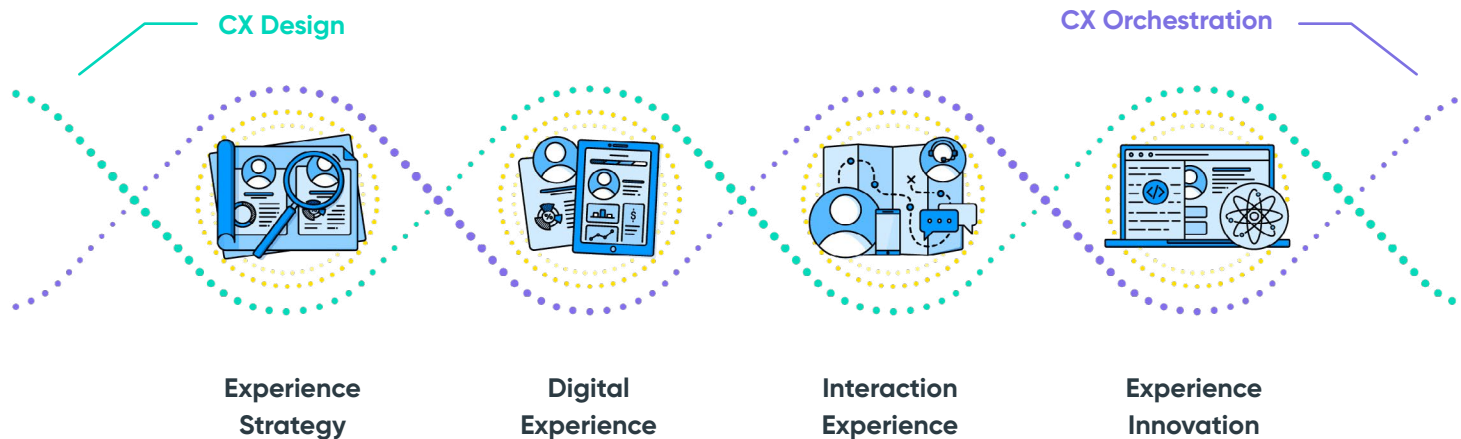 CX Design
CX Orchestration
%
$
</>
Experience
Strategy
Digital
Experience
Interaction
Experience
Experience
Innovation